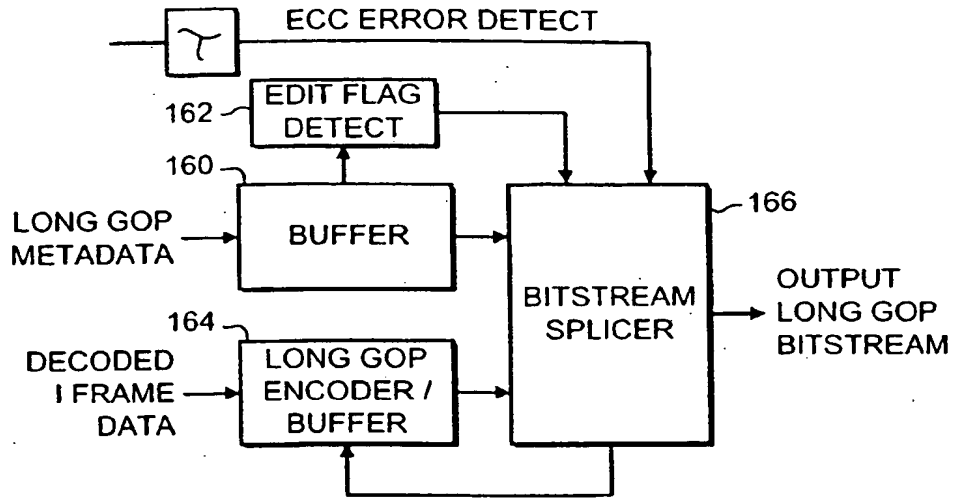 ECC ERROR DETECT
162
EDIT FLAG
DETECT
160
LONG GOP
METADATA
BUFFER
166
BITSTREAM
SPLICER
OUTPUT
LONG GOP
BITSTREAM
164
DECODED
I FRAME
DATA
LONG GOP
ENCODER /
BUFFER